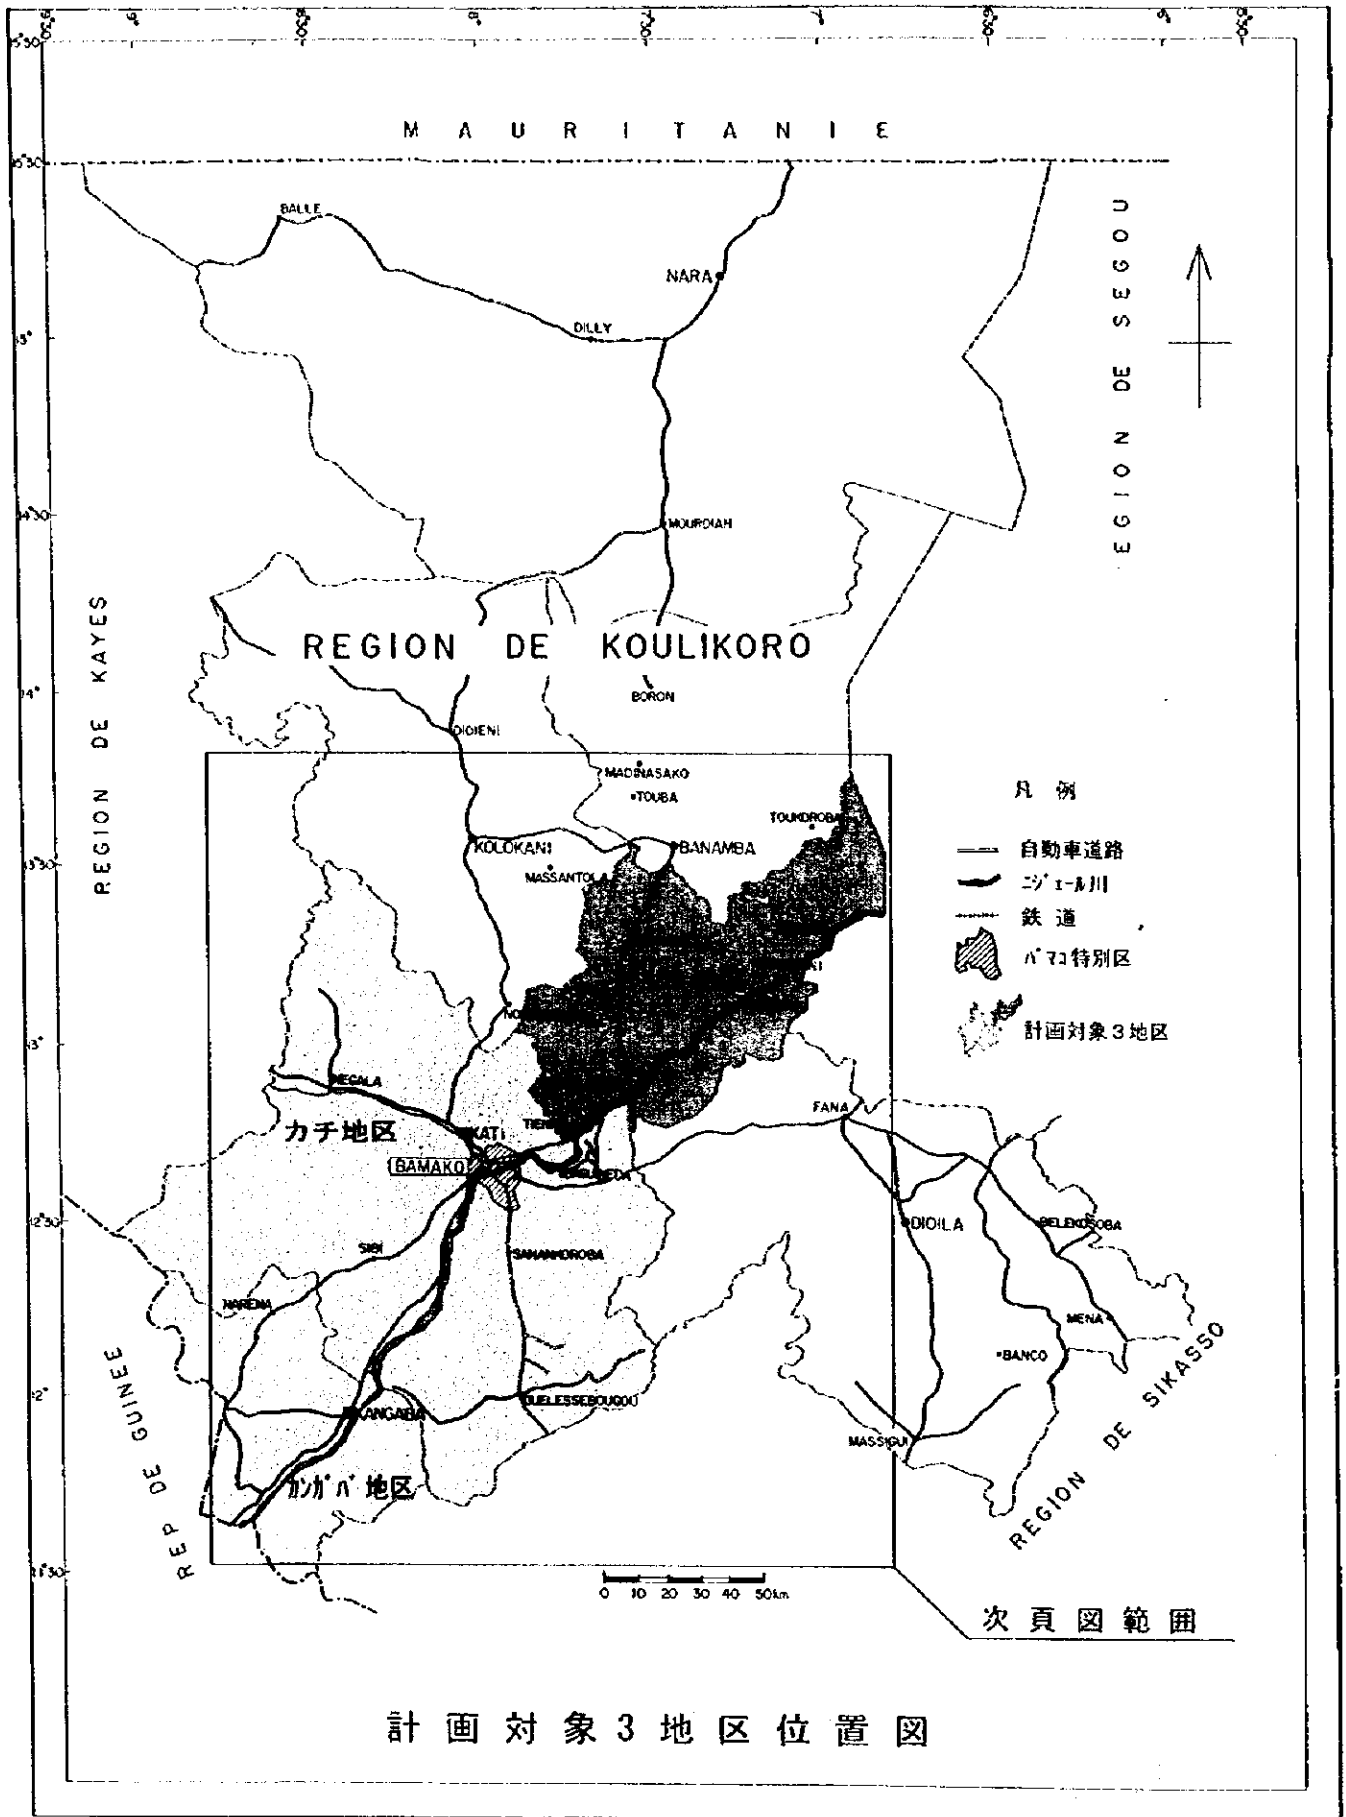 MAURITANIE
BALLE
NARA
DILLY
EGION DE SEGOU
MOURDIAH
REGION DE KAYES
REGION DE KOULIKORO
BORON
DIDIENI
MADINASAKO
TOUBA
TOUKOROBA
KOLOKANI
BANAMBA
MASSANTOLA
凡例
自動車道路
ニジェール川
鉄道
バマコ特別区
計画対象3地区
NEGALA
FANA
カチ地区
KATI
BAMAKO
DIOILA
BELEKOSOBA
SIBI
SANANKOROBA
NARENA
MENA
BANCO
REP DE GUINEE
OUELESSEBOUGOU
KANGABA
MASSIGUI
REGION DE SIKASSO
カンガバ地区
0 10 20 30 40 50km
次頁図範囲
計画対象3地区位置図